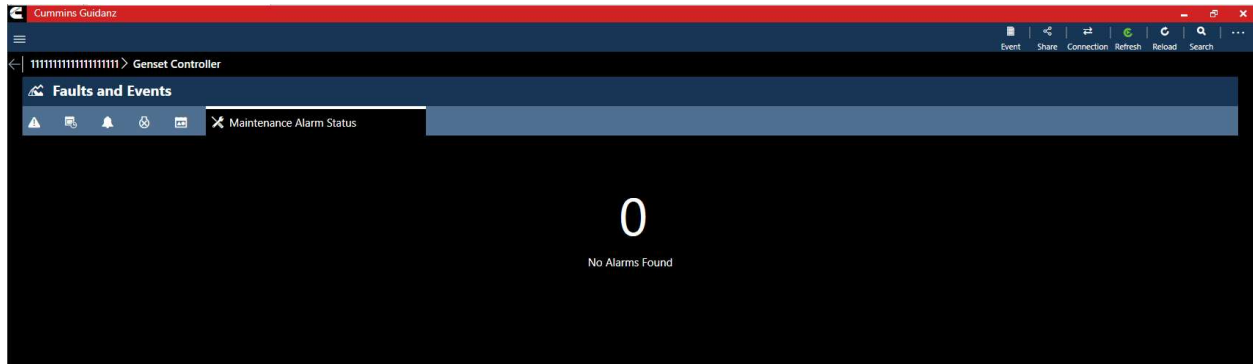 Cummins Guidanz
Event Share Connection Refresh Reload Search
1111111111111111111 > Genset Controller
Faults and Events
Maintenance Alarm Status
0
No Alarms Found